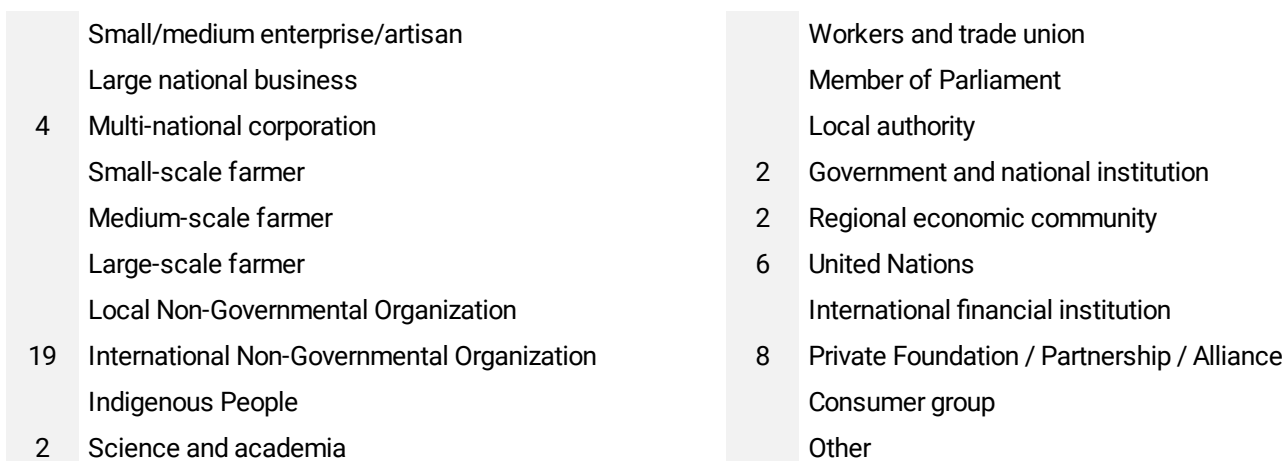 Small/medium enterprise/artisan
Large national business
4 Multi-national corporation
Small-scale farmer
Medium-scale farmer
Large-scale farmer
Local Non-Governmental Organization
19 International Non-Governmental Organization
Indigenous People
2 Science and academia
Workers and trade union
Member of Parliament
Local authority
2 Government and national institution
2 Regional economic community
6 United Nations
International financial institution
8 Private Foundation / Partnership / Alliance
Consumer group
Other